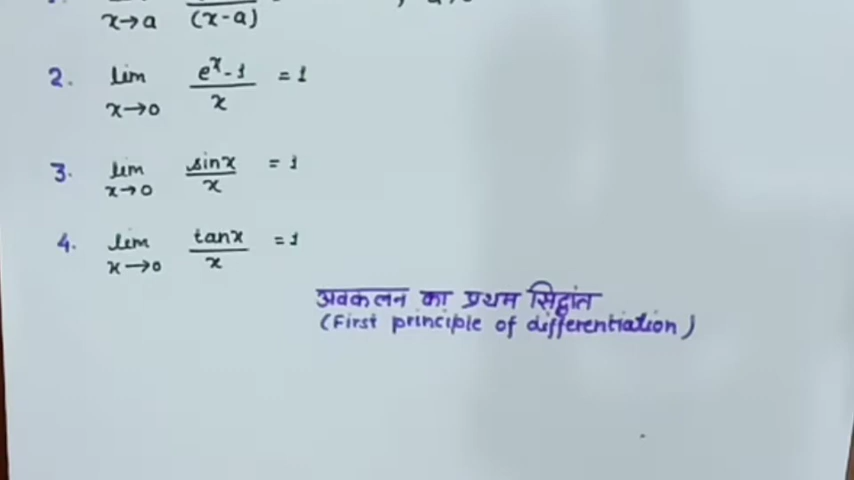 x→a (x-a)
2. lim e^x-1 = 1
x→0 x
3. lim sinx = 1
x→0 x
4. lim tanx = 1
x→0 x
अवकलन का प्रथम सिद्धांत
(First principle of differentiation)